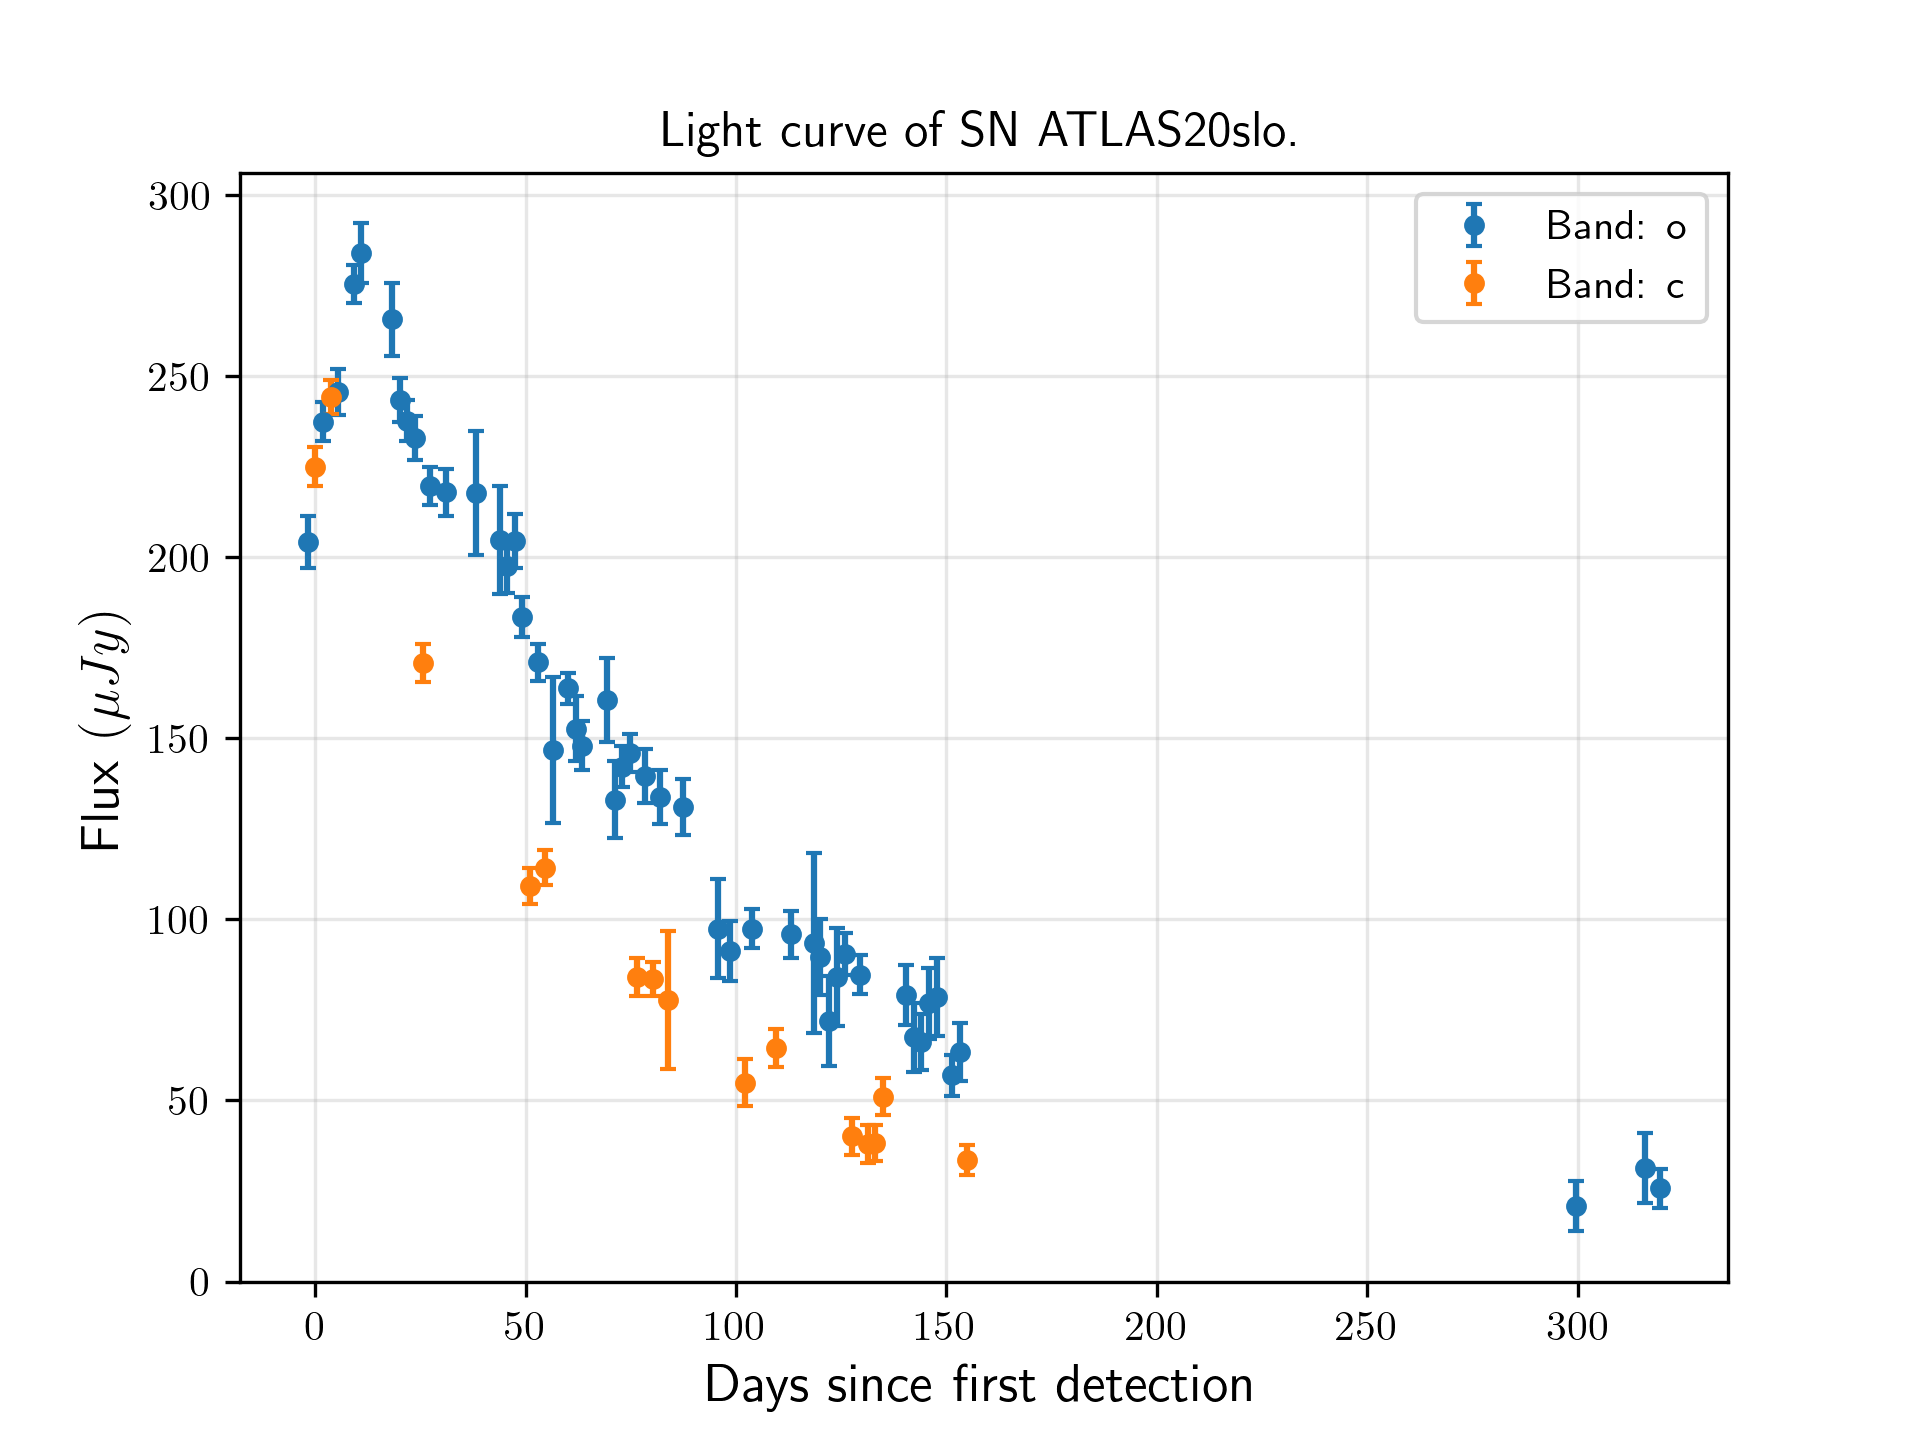 Light curve of SN ATLAS20slo.
Band: o
Band: c
Flux (μJy)
300
250
200
150
100
50
0
0 50 100 150 200 250 300
Days since first detection